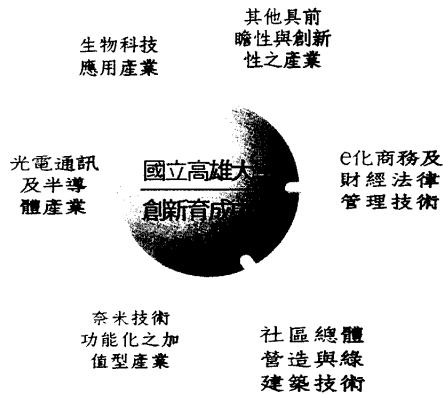 其他具前
瞻性與創新
性之產業
生物科技
應用產業
光電通訊
及半導
體產業
國立高雄大
創新育成
e化商務及
財經法律
管理技術
奈米技術
功能化之加
值型產業
社區總體
營造與綠
建築技術